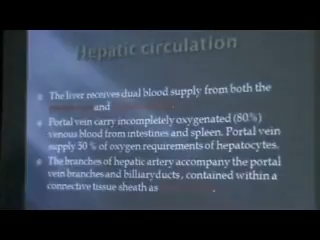 Hepatic circulation
The liver receives dual blood supply from both the
and
Portal vein carry incompletely oxygenated (80%)
venous blood from intestines and spleen. Portal vein
supply 50 % of oxygen requirements of hepatocytes.
The branches of hepatic artery accompany the portal
vein branches and billiary ducts , contained within a
connective tissue sheath as